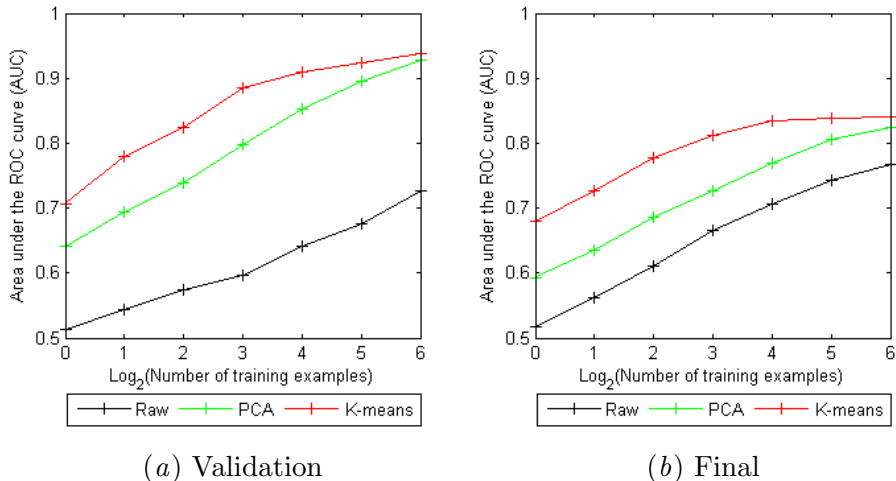 Area under the ROC curve (AUC)
1
0.9
0.8
0.7
0.6
0.5
0 1 2 3 4 5 6
Log2(Number of training examples)
Raw PCA K-means
(a) Validation
Area under the ROC curve (AUC)
1
0.9
0.8
0.7
0.6
0.5
0 1 2 3 4 5 6
Log2(Number of training examples)
Raw PCA K-means
(b) Final